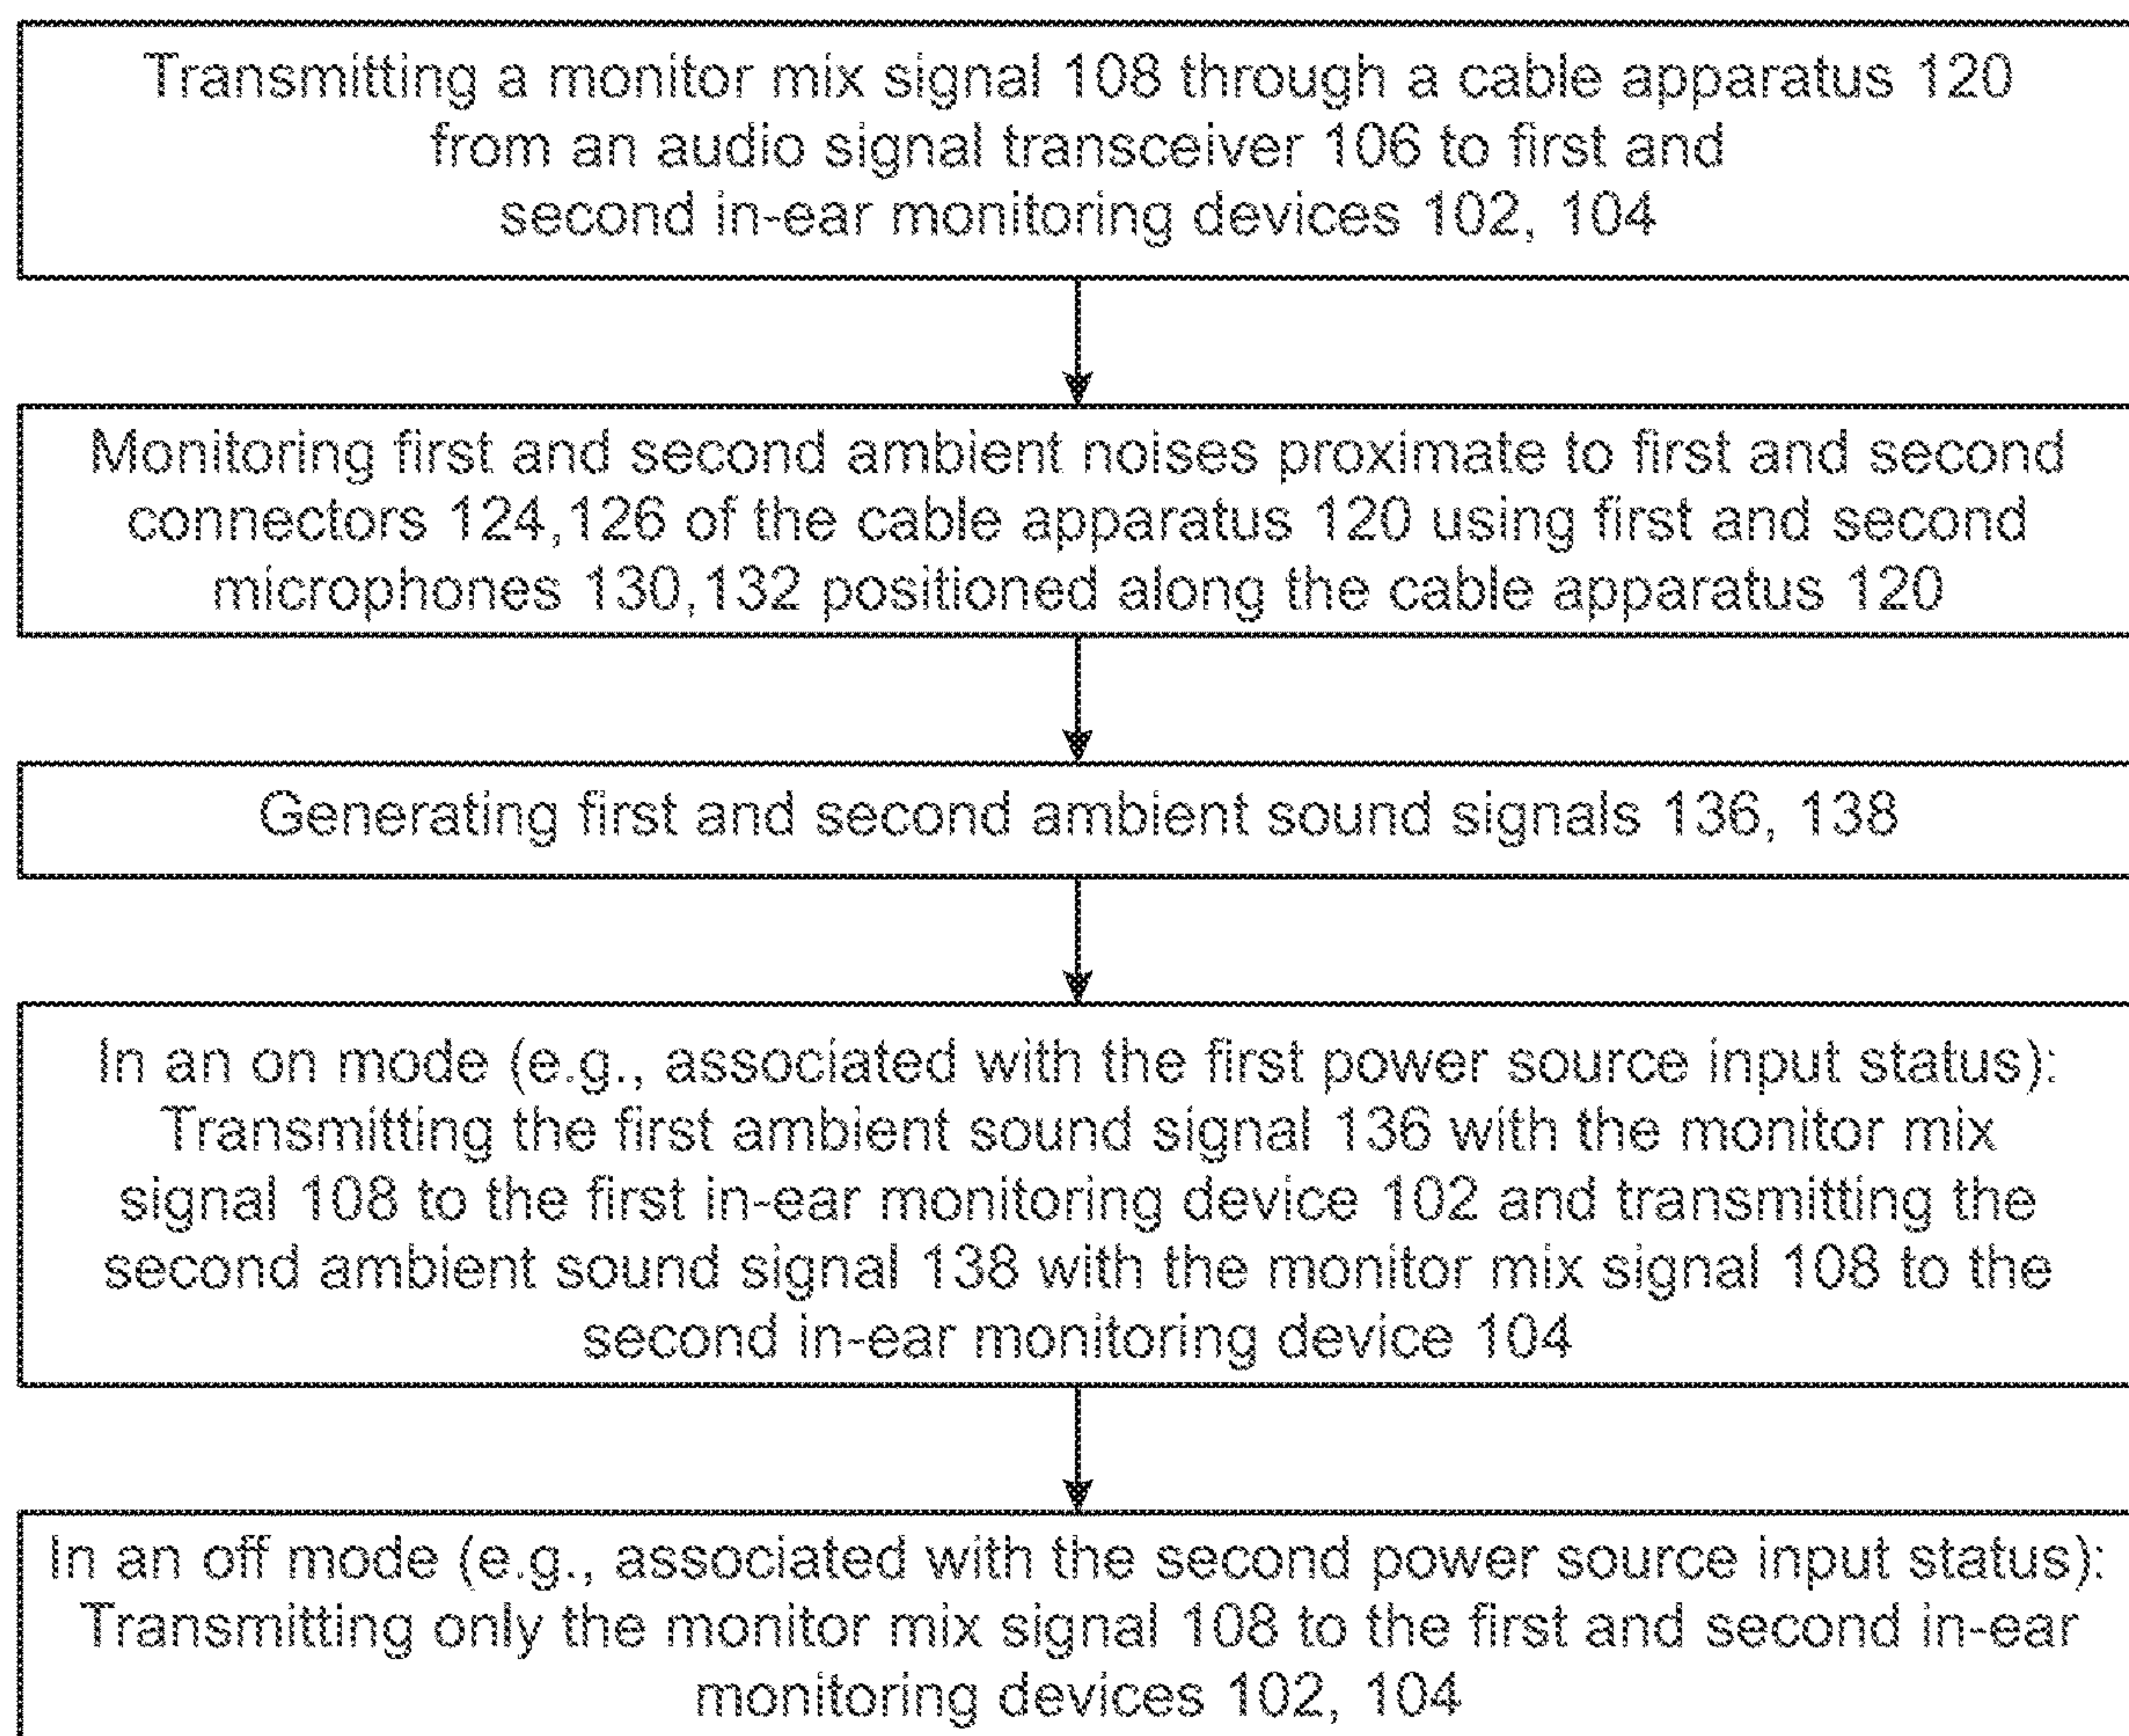 Transmitting a monitor mix signal 108 through a cable apparatus 120
from an audio signal transceiver 106 to first and
second in-ear monitoring devices 102, 104
Monitoring first and second ambient noises proximate to first and second
connectors 124,126 of the cable apparatus 120 using first and second
microphones 130,132 positioned along the cable apparatus 120
Generating first and second ambient sound signals 136, 138
In an on mode (e.g., associated with the first power source input status):
Transmitting the first ambient sound signal 136 with the monitor mix
signal 108 to the first in-ear monitoring device 102 and transmitting the
second ambient sound signal 138 with the monitor mix signal 108 to the
second in-ear monitoring device 104
In an off mode (e.g., associated with the second power source input status):
Transmitting only the monitor mix signal 108 to the first and second in-ear
monitoring devices 102, 104